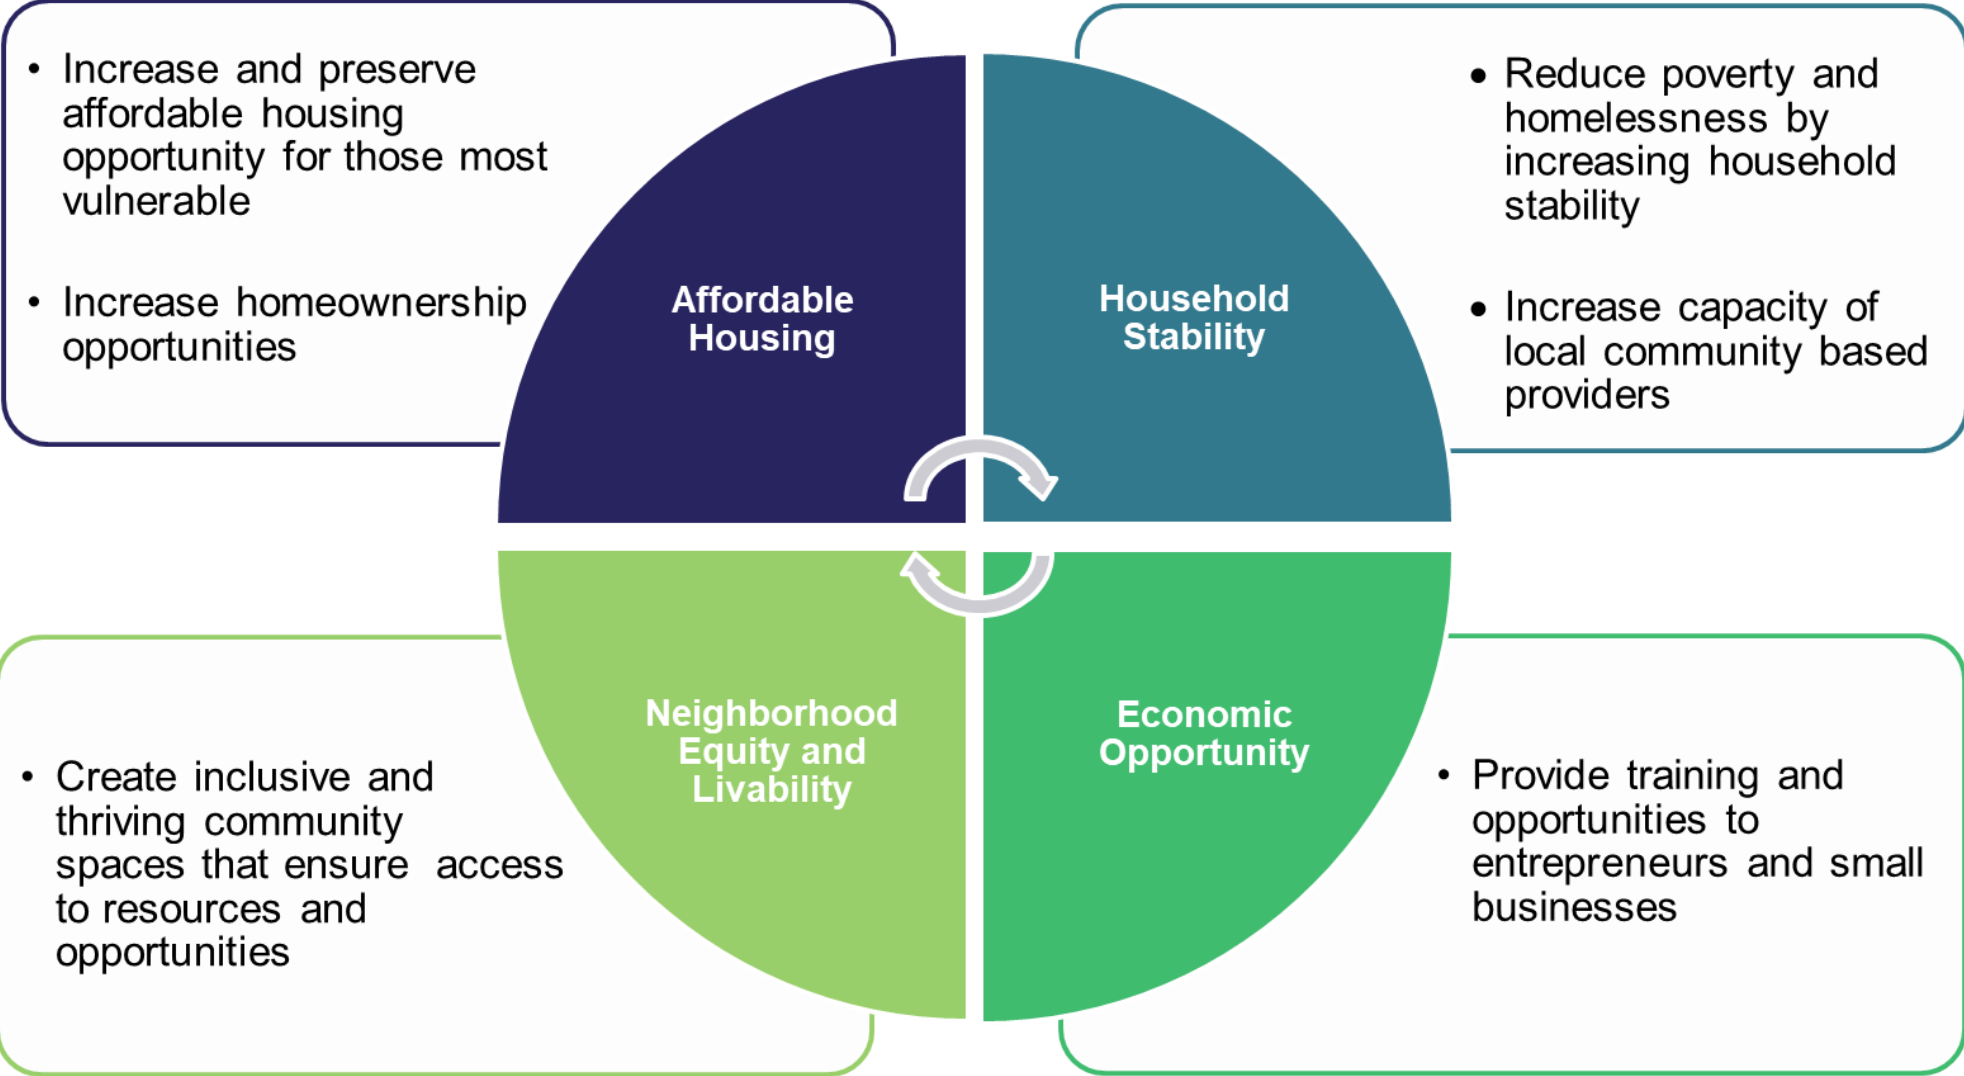 • Increase and preserve
affordable housing
opportunity for those most
vulnerable
• Increase homeownership
opportunities
Affordable
Housing
Household
Stability
• Reduce poverty and
homelessness by
increasing household
stability
• Increase capacity of
local community based
providers
• Create inclusive and
thriving community
spaces that ensure access
to resources and
opportunities
Neighborhood
Equity and
Livability
Economic
Opportunity
• Provide training and
opportunities to
entrepreneurs and small
businesses